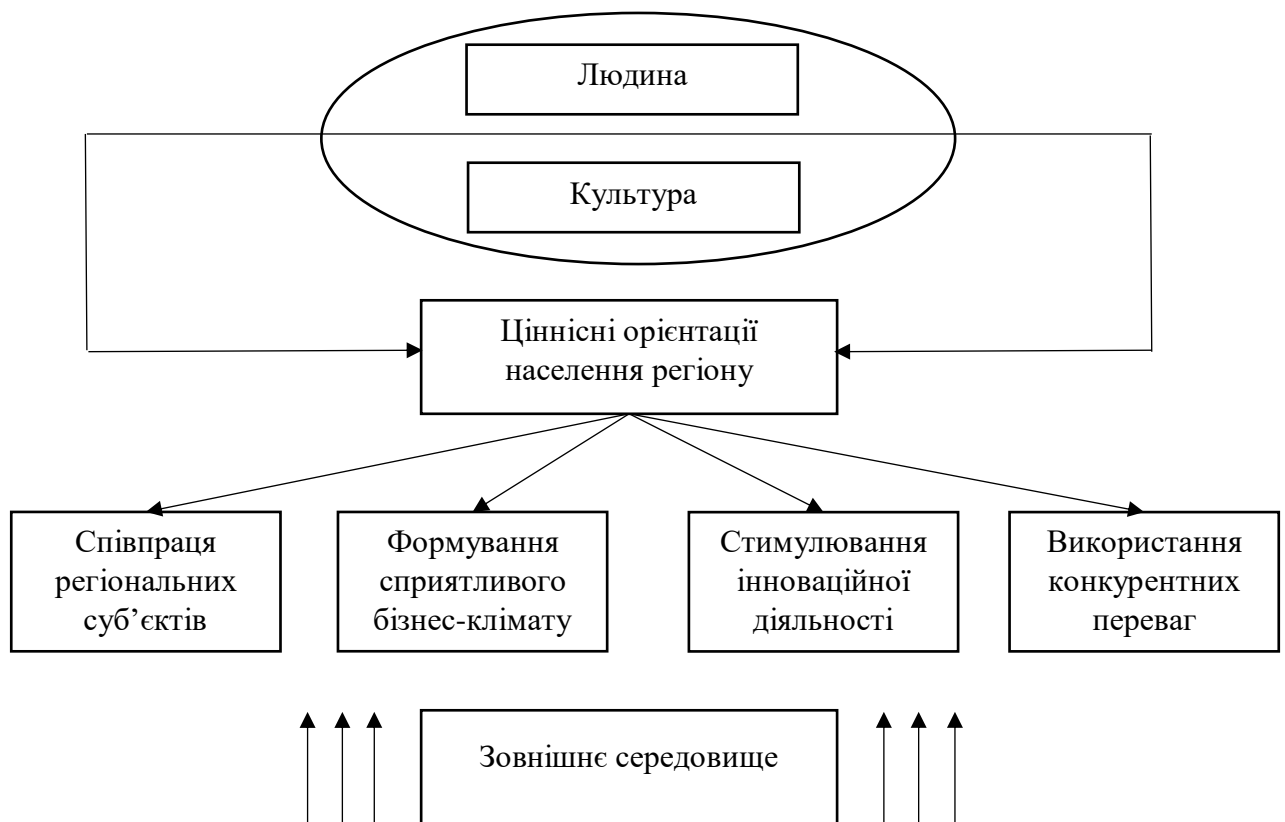 Людина
Культура
Ціннісні орієнтації
населення регіону
Співпраця
регіональних
суб’єктів
Формування
сприятливого
бізнес-клімату
Стимулювання
інноваційної
діяльності
Використання
конкурентних
переваг
Зовнішнє середовище